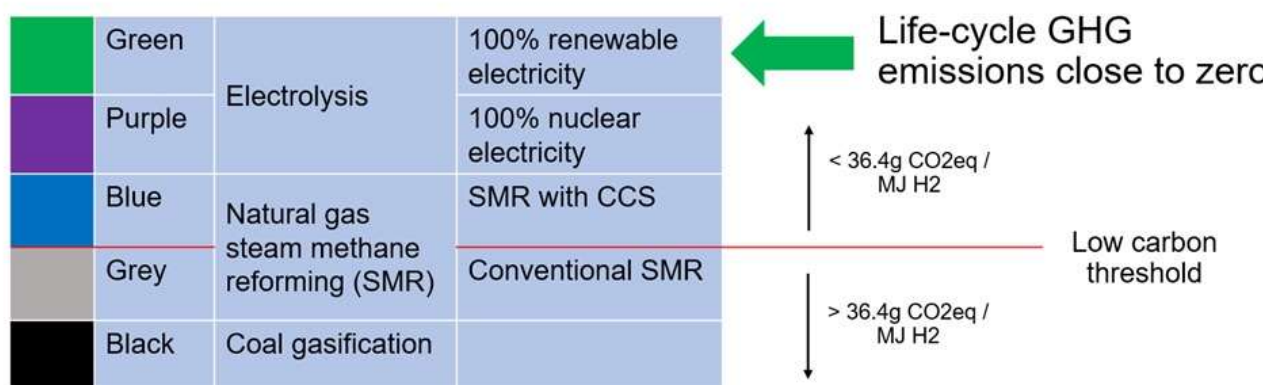 Green
Electrolysis
100% renewable
electricity
Life-cycle GHG
emissions close to zero
Purple
100% nuclear
electricity
< 36.4g CO2eq /
MJ H2
Blue
Natural gas
steam methane
reforming (SMR)
SMR with CCS
Low carbon
threshold
Grey
Conventional SMR
> 36.4g CO2eq /
MJ H2
Black
Coal gasification